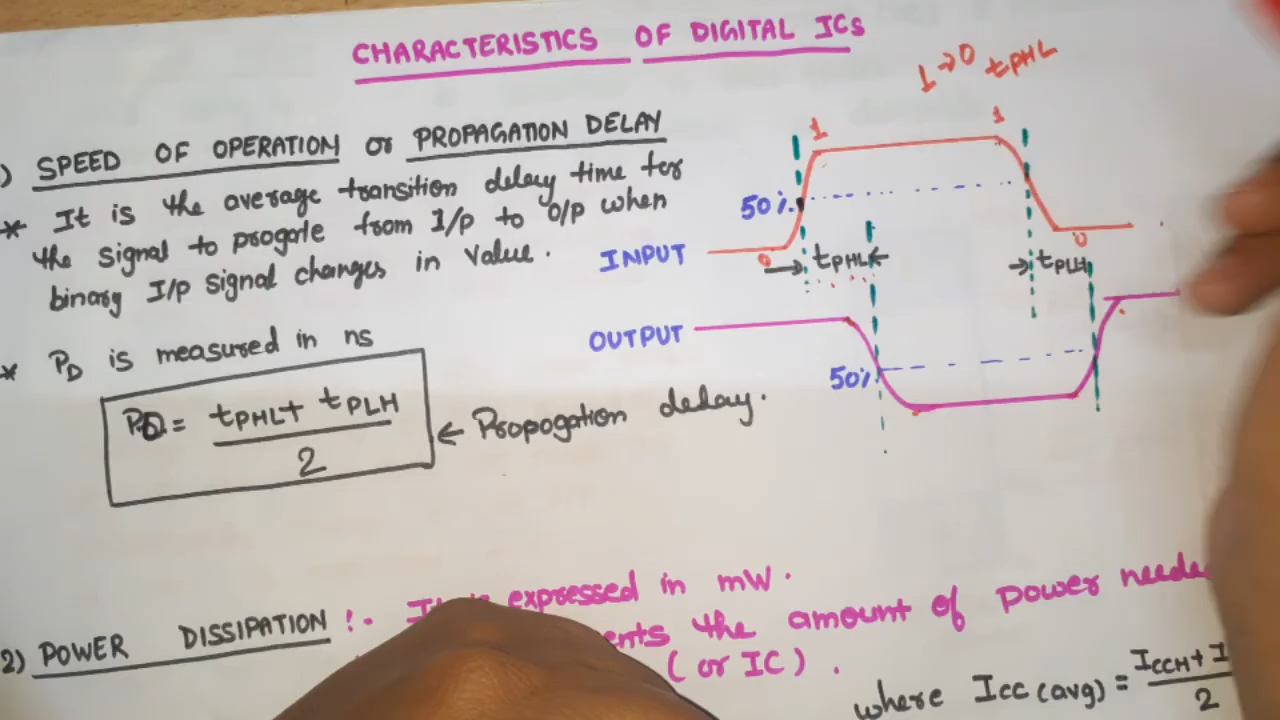 CHARACTERISTICS OF DIGITAL ICs
) SPEED OF OPERATION or PROPAGATION DELAY
* It is the average transition delay time for
the signal to progate from I/p to O/p when
binary I/p signal changes in value.
* PD is measured in ns
PD = tPHL + tPLH
2
← Propogation delay.
1→0 tPHL
1 1
50%
INPUT
0 → tPHL ← → tPLH 0
OUTPUT
50%
2) POWER DISSIPATION :- expressed in mW.
the amount of power
(or IC).
where ICC(avg) = ICCH + I
2